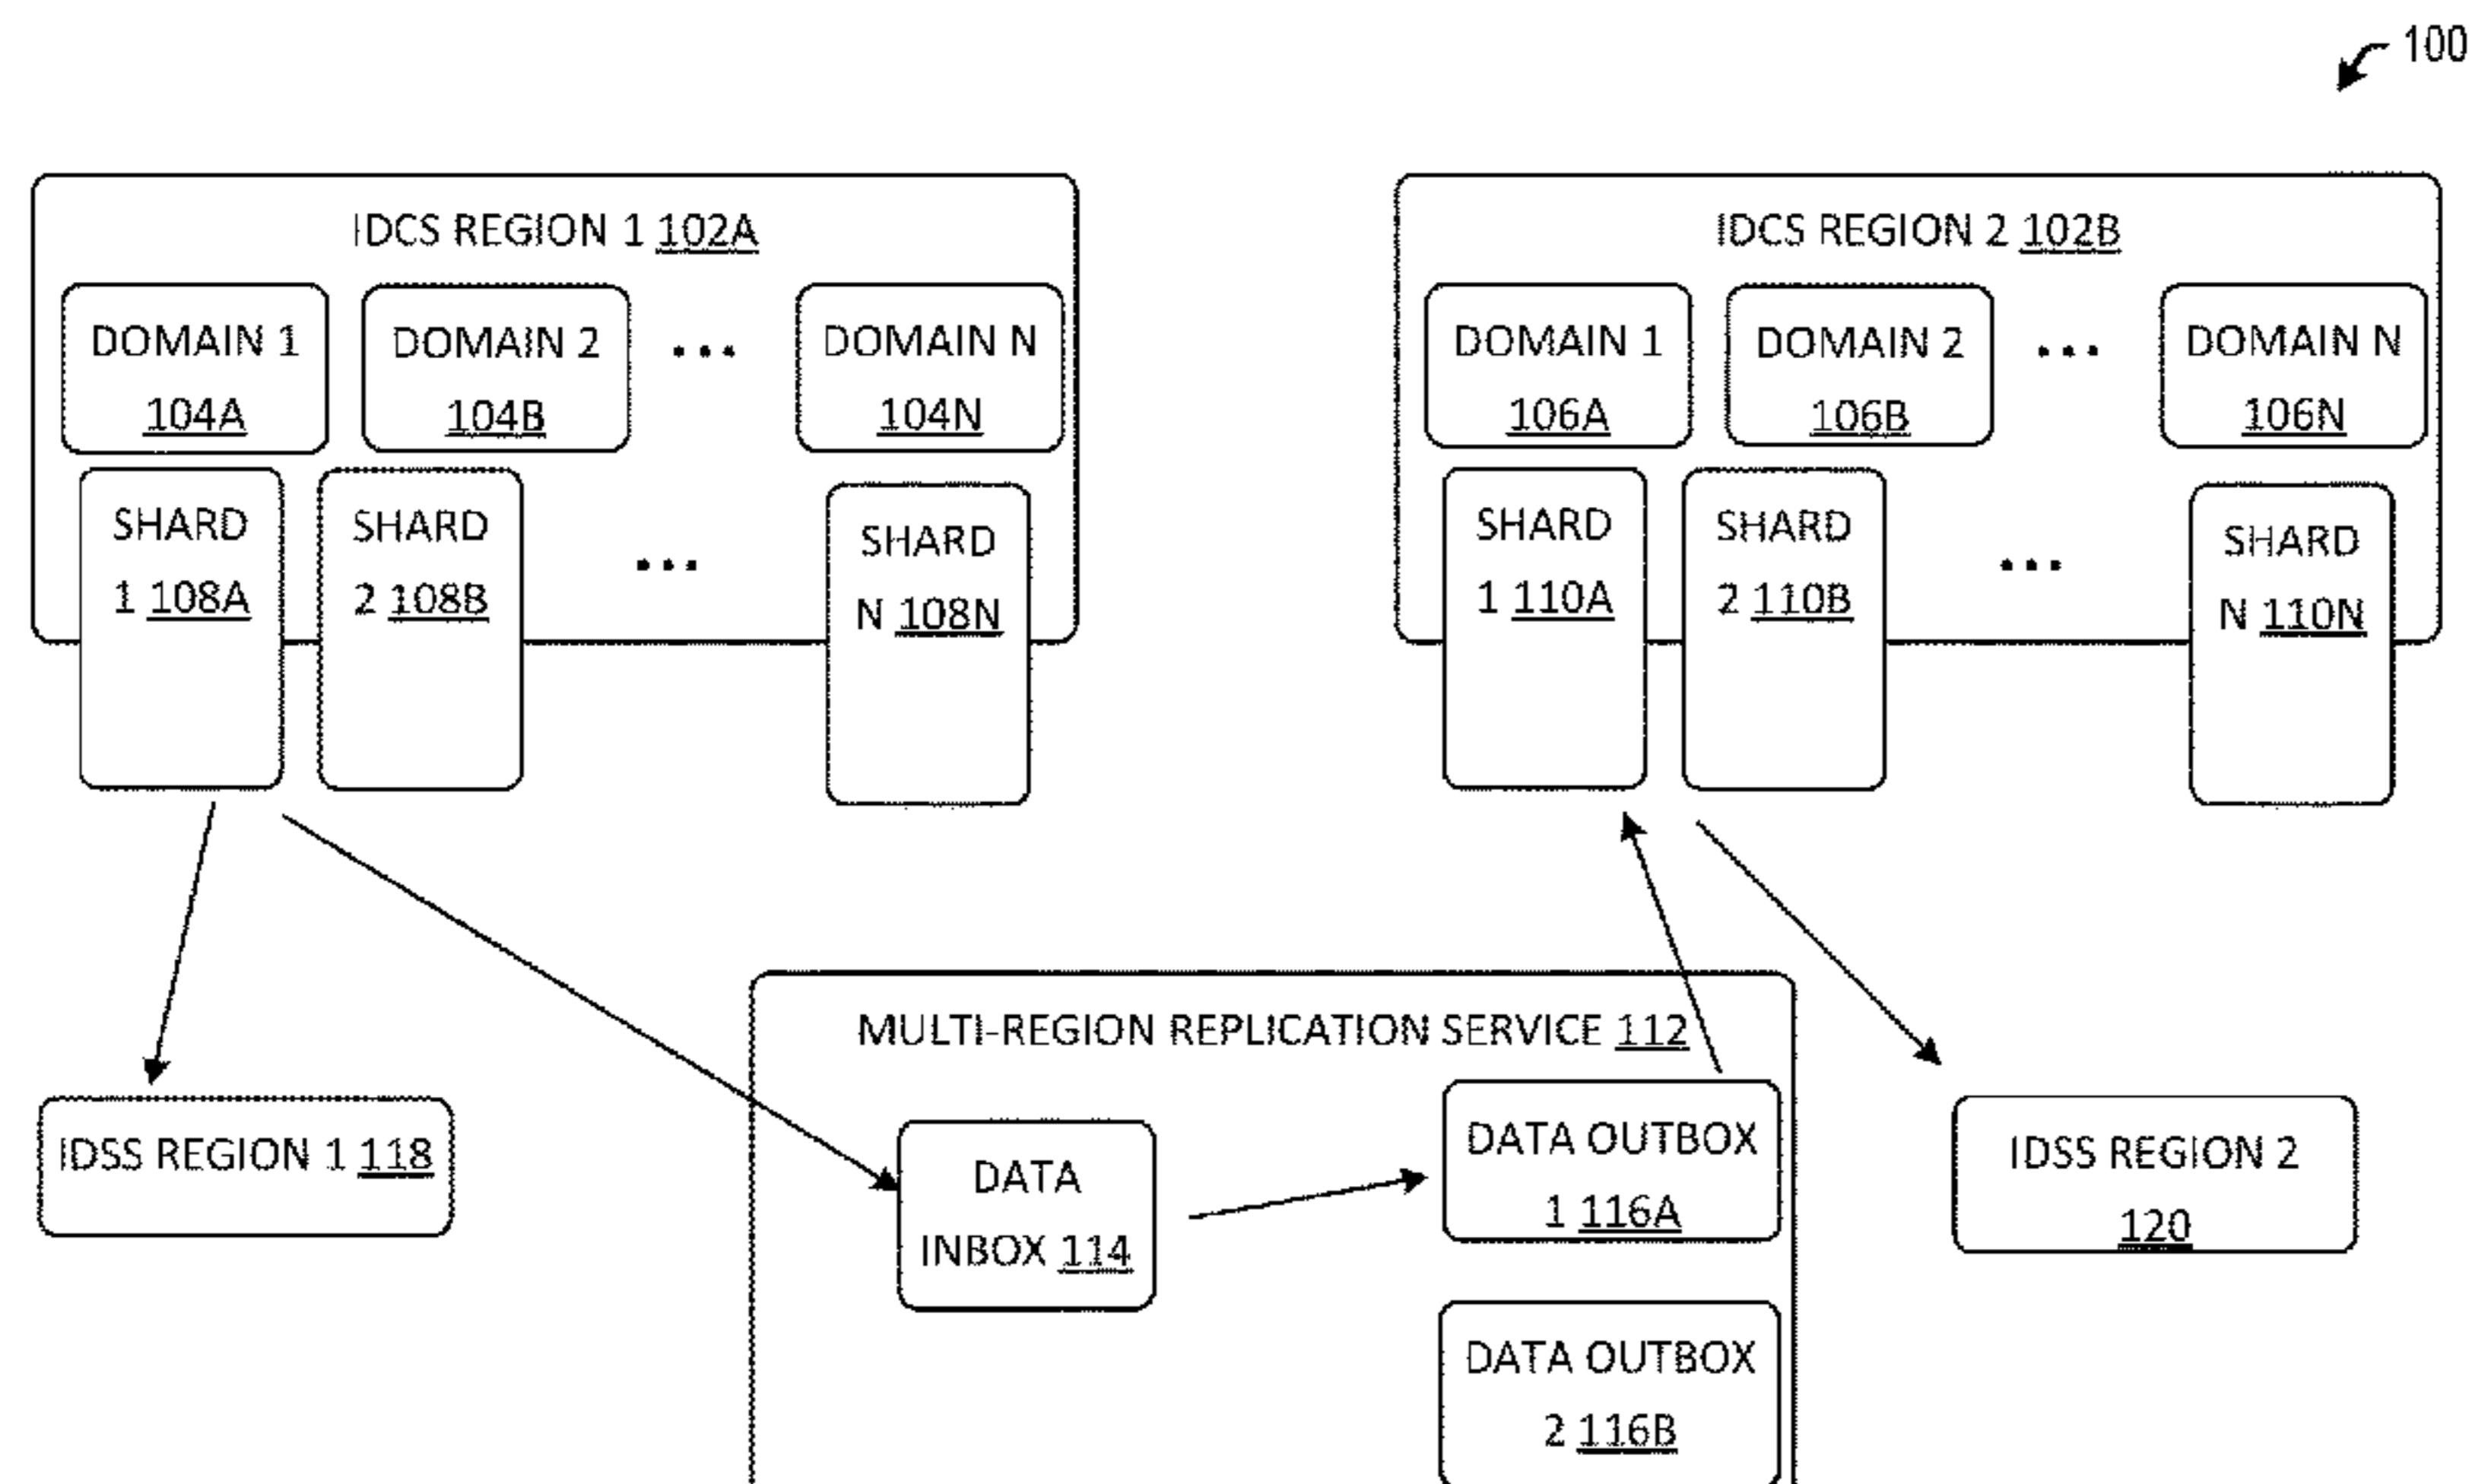 100
IDCS REGION 1 102A
DOMAIN 1
104A
DOMAIN 2
104B
...
DOMAIN N
104N
SHARD
1 108A
SHARD
2 108B
...
SHARD
N 108N
IDCS REGION 2 102B
DOMAIN 1
106A
DOMAIN 2
106B
...
DOMAIN N
106N
SHARD
1 110A
SHARD
2 110B
...
SHARD
N 110N
IDSS REGION 1 118
MULTI-REGION REPLICATION SERVICE 112
DATA
INBOX 114
DATA OUTBOX
1 116A
DATA OUTBOX
2 116B
IDSS REGION 2
120